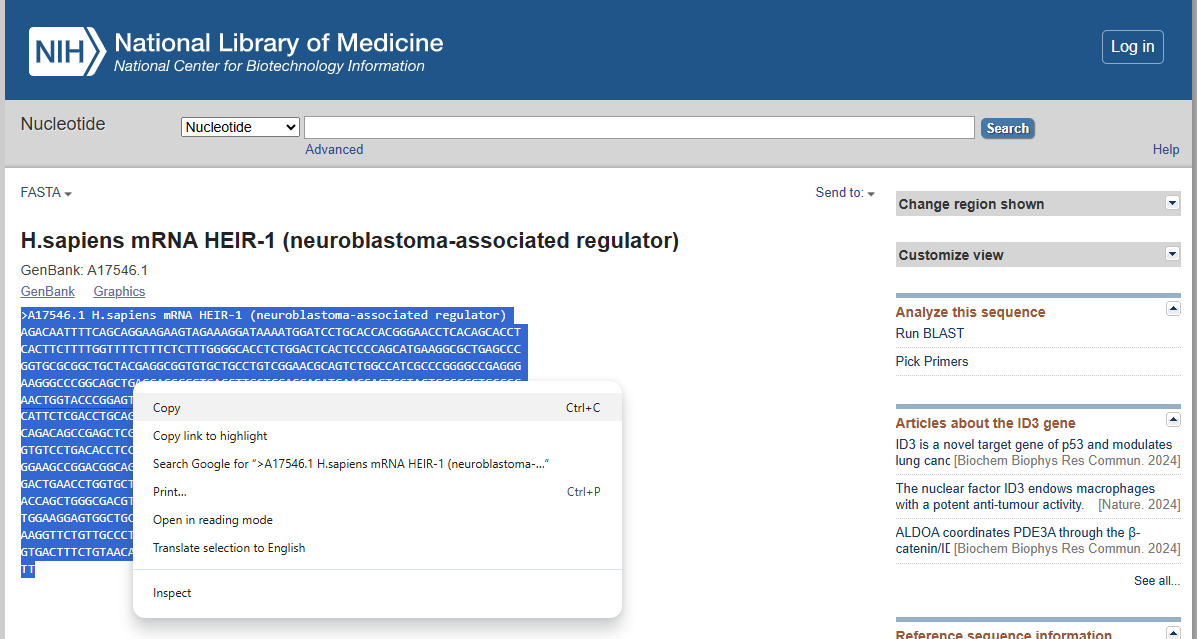 NIH
National Library of Medicine
National Center for Biotechnology Information
Log in
Nucleotide
Nucleotide
Search
Advanced
Help
FASTA
Send to:
H.sapiens mRNA HEIR-1 (neuroblastoma-associated regulator)
GenBank: A17546.1
GenBank Graphics
>A17546.1 H.sapiens mRNA HEIR-1 (neuroblastoma-associated regulator)
AGACAATTTTCAGCAGGAAGAAGTAGAAAGGATAAAATGGATCCTGCACCACGGGAACCTCACAGCACCT
CACTTCTTTTGGTTTTCTTTCTCTTTGGGGCACCTCTGGACTCACTCCCCAGCATGAAGGCGCTGAGCCC
GGTGCGCGGCTGCTACGAGGCGGTGTGCTGCCTGTCGGAACGCAGTCTGGCCATCGCCCGGGGCCGAGGG
AAGGGCCCGGCAGCTGA
AACTGGTACCCGGAGT
CATTCTCGACCTGCAG
CAGACAGCCGAGCTCG
GTGTCCTGACACCTCC
GGAAGCCGGACGGCAG
GACTGAACCTGGTGCT
ACCAGCTGGGCGACGT
TGGAAGGAGTGGCTGC
AAGGTTCTGTTGCCCT
GTGACTTTCTGTAACA
TT
Copy Ctrl+C
Copy link to highlight
Search Google for “>A17546.1 H.sapiens mRNA HEIR-1 (neuroblastoma-...“
Print... Ctrl+P
Open in reading mode
Translate selection to English
Inspect
Change region shown
Customize view
Analyze this sequence
Run BLAST
Pick Primers
Articles about the ID3 gene
ID3 is a novel target gene of p53 and modulates
lung canc [Biochem Biophys Res Commun. 2024]
The nuclear factor ID3 endows macrophages
with a potent anti-tumour activity. [Nature. 2024]
ALDOA coordinates PDE3A through the β-
catenin/ID [Biochem Biophys Res Commun. 2024]
See all...
Reference sequence information